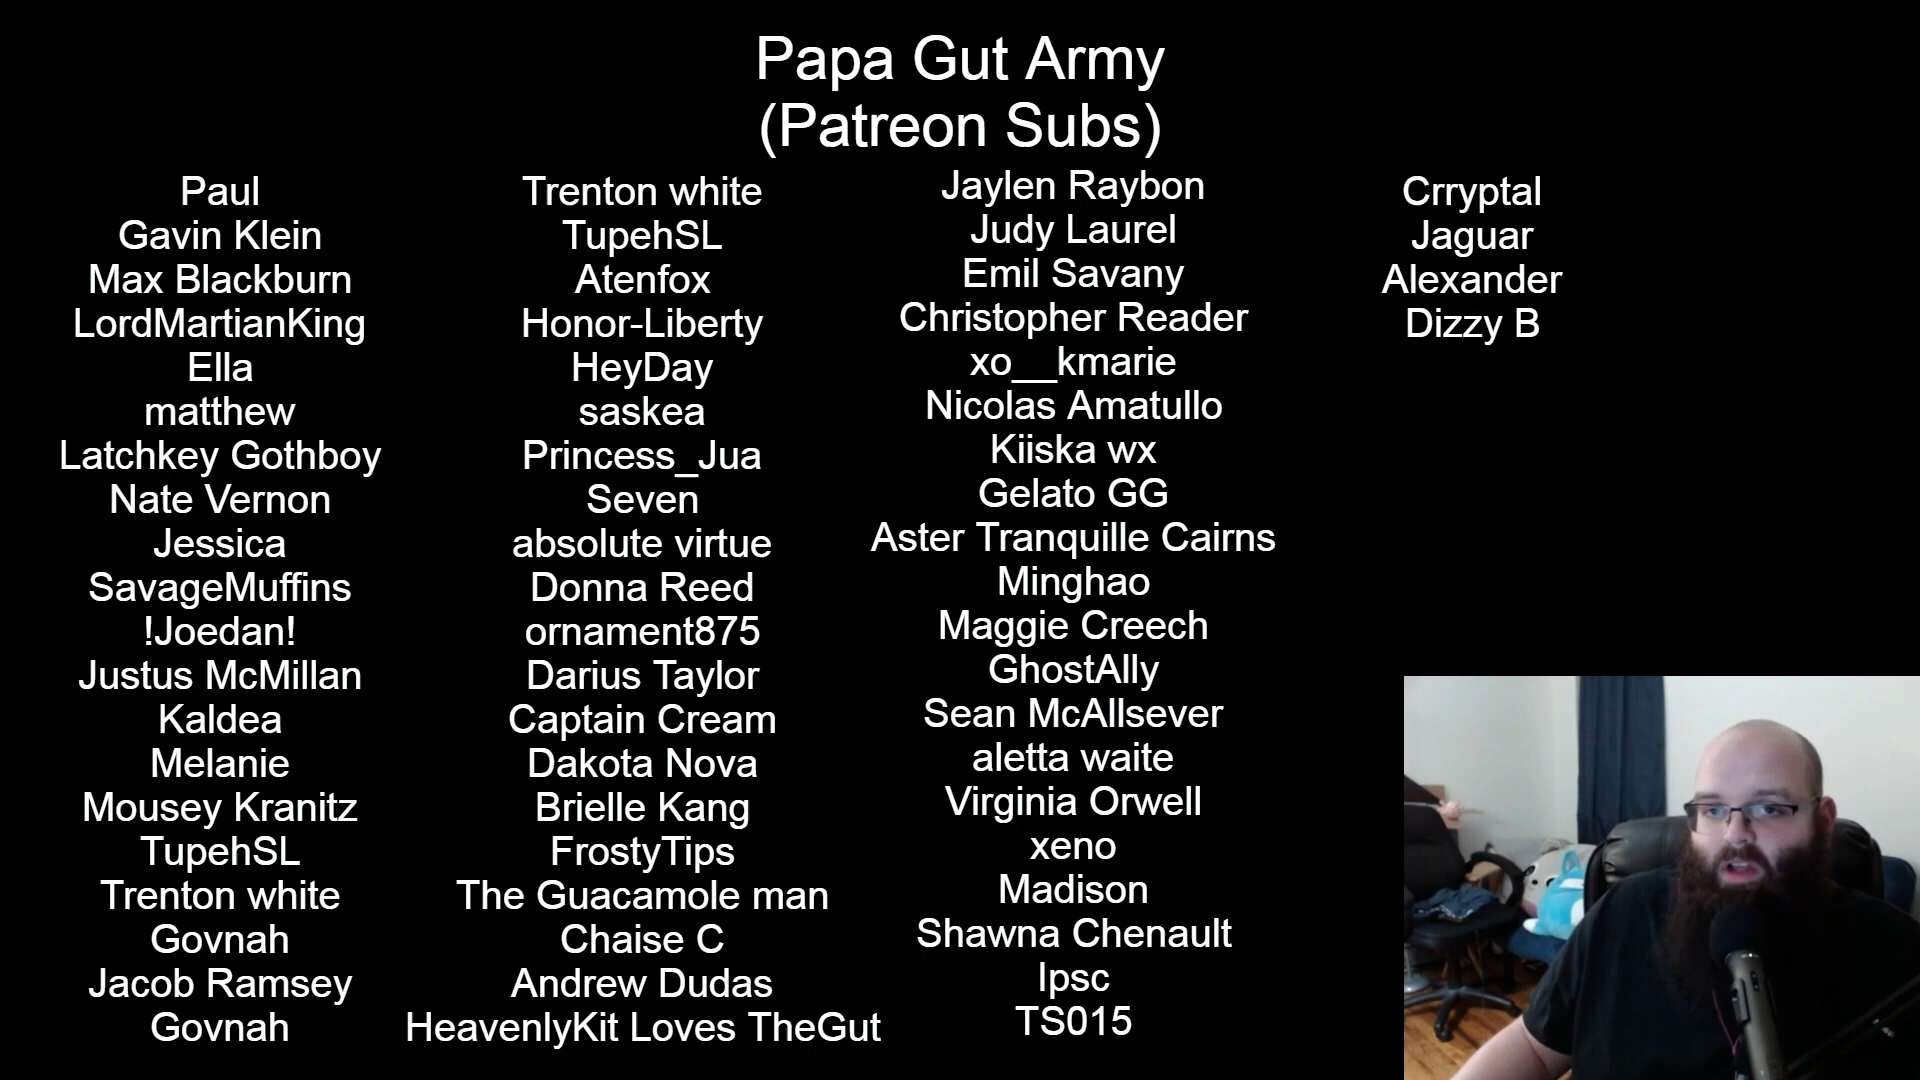 Papa Gut Army
(Patreon Subs)
Paul
Gavin Klein
Max Blackburn
LordMartianKing
Ella
matthew
Latchkey Gothboy
Nate Vernon
Jessica
SavageMuffins
!Joedan!
Justus McMillan
Kaldea
Melanie
Mousey Kranitz
TupehSL
Trenton white
Govnah
Jacob Ramsey
Govnah
Trenton white
TupehSL
Atenfox
Honor-Liberty
HeyDay
saskea
Princess_Jua
Seven
absolute virtue
Donna Reed
ornament875
Darius Taylor
Captain Cream
Dakota Nova
Brielle Kang
FrostyTips
The Guacamole man
Chaise C
Andrew Dudas
HeavenlyKit Loves TheGut
Jaylen Raybon
Judy Laurel
Emil Savany
Christopher Reader
xo__kmarie
Nicolas Amatullo
Kiiska wx
Gelato GG
Aster Tranquille Cairns
Minghao
Maggie Creech
GhostAlly
Sean McAllsever
aletta waite
Virginia Orwell
xeno
Madison
Shawna Chenault
Ipsc
TS015
Crryptal
Jaguar
Alexander
Dizzy B